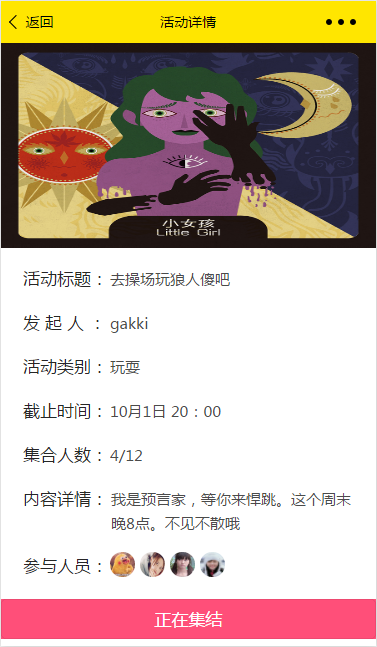 返回 活动详情
小女孩
Little Girl
活动标题： 去操场玩狼人傻吧
发 起 人 ： gakki
活动类别： 玩耍
截止时间： 10月1日 20：00
集合人数： 4/12
内容详情： 我是预言家，等你来悍跳。这个周末
晚8点。不见不散哦
参与人员：
正在集结